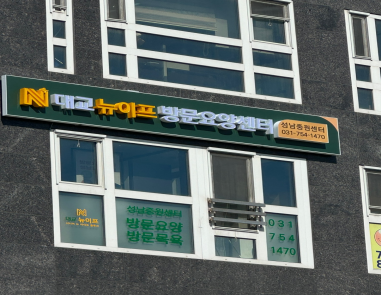 N 대교 뉴이프 방문요양센터
성남중원센터
031-754-1470
대교 뉴이프
성남중원센터
방문요양
방문목욕
031
754
1470